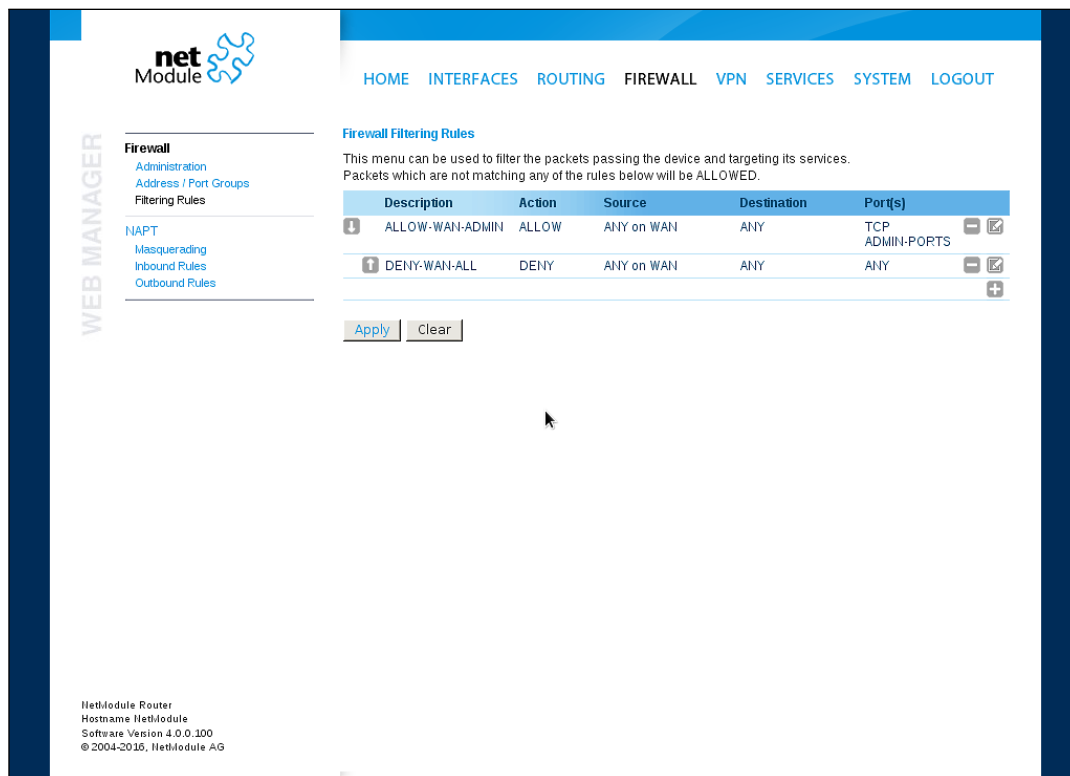 net
Module
HOME INTERFACES ROUTING FIREWALL VPN SERVICES SYSTEM LOGOUT
WEB MANAGER
Firewall
Administration
Address / Port Groups
Filtering Rules
NAPT
Masquerading
Inbound Rules
Outbound Rules
Firewall Filtering Rules
This menu can be used to filter the packets passing the device and targeting its services.
Packets which are not matching any of the rules below will be ALLOWED.
Description Action Source Destination Port(s)
ALLOW-WAN-ADMIN ALLOW ANY on WAN ANY TCP
ADMIN-PORTS
DENY-WAN-ALL DENY ANY on WAN ANY ANY
Apply Clear
NetModule Router
Hostname NetModule
Software Version 4.0.0.100
© 2004-2016, NetModule AG